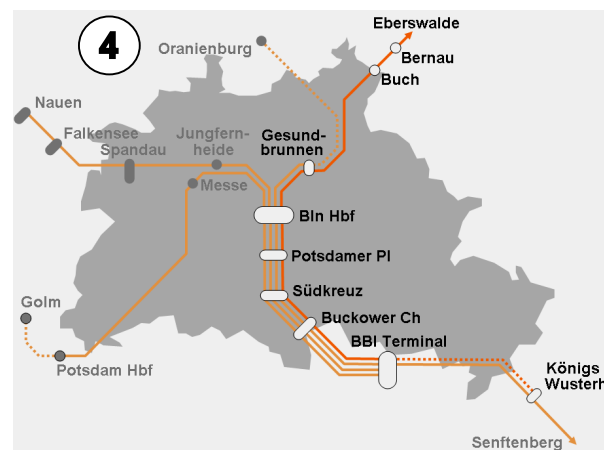 4
Eberswalde
Oranienburg
Bernau
Buch
Nauen
Falkensee
Spandau
Jungfern-
heide
Gesund-
brunnen
Messe
Bln Hbf
Potsdamer Pl
Südkreuz
Buckower Ch
BBI Terminal
Golm
Potsdam Hbf
Königs
Wusterh
Senftenberg